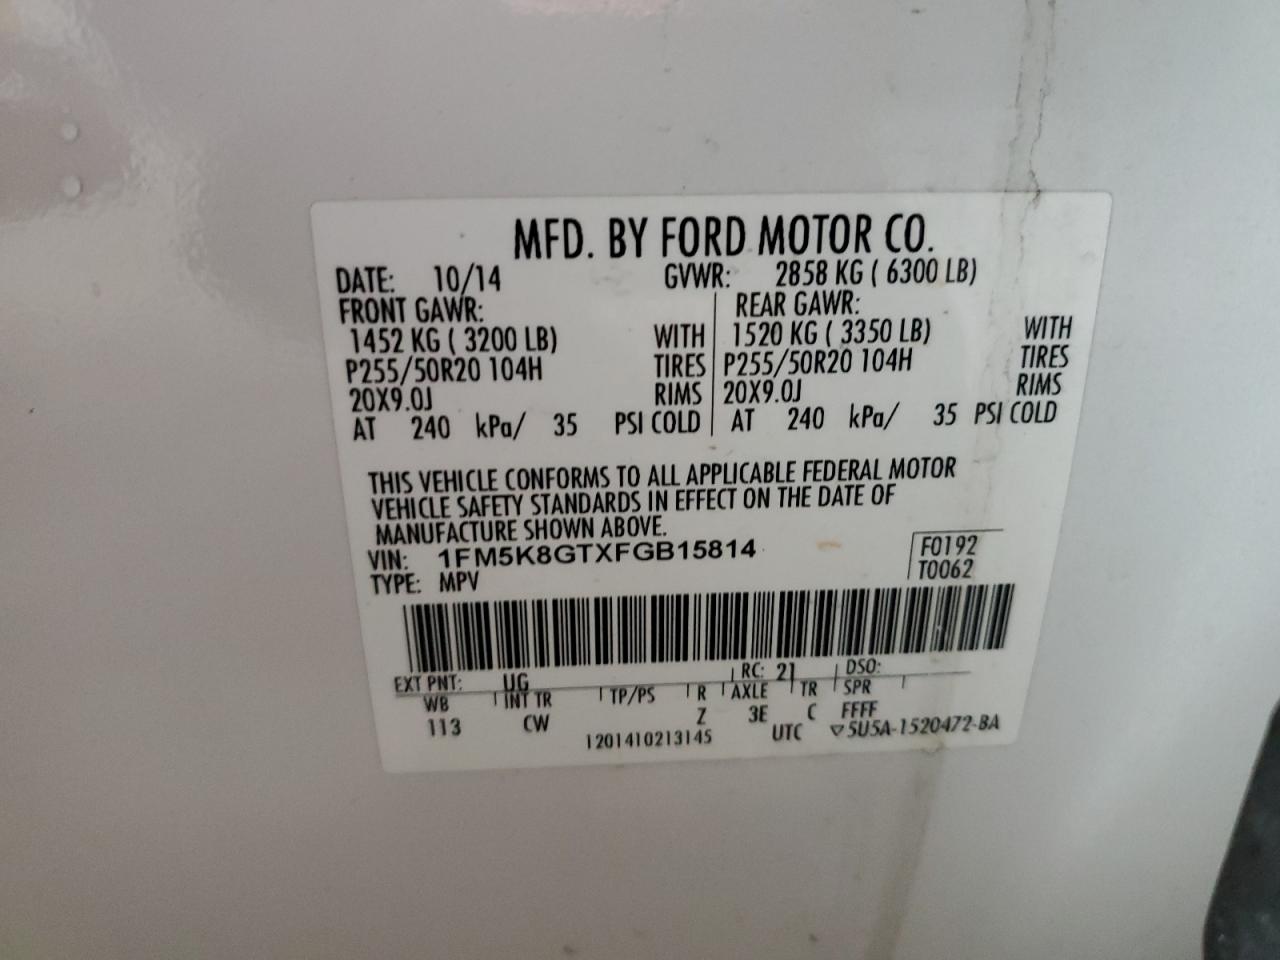 MFD. BY FORD MOTOR CO.
DATE: 10/14 GVWR: 2858 KG ( 6300 LB)
FRONT GAWR: REAR GAWR:
1452 KG ( 3200 LB) WITH 1520 KG ( 3350 LB) WITH
P255/50R20 104H TIRES P255/50R20 104H TIRES
20X9.0J RIMS 20X9.0J RIMS
AT 240 kPa/ 35 PSI COLD AT 240 kPa/ 35 PSI COLD
THIS VEHICLE CONFORMS TO ALL APPLICABLE FEDERAL MOTOR
VEHICLE SAFETY STANDARDS IN EFFECT ON THE DATE OF
MANUFACTURE SHOWN ABOVE.
VIN: 1FM5K8GTXFGB15814 F0192
TYPE: MPV T0062
EXT PNT: UG RC: 21 DSO:
WB INT TR TP/PS R AXLE TR SPR
113 CW Z 3E C FFFF
1201410213145 UTC ▽5U5A-1520472-BA